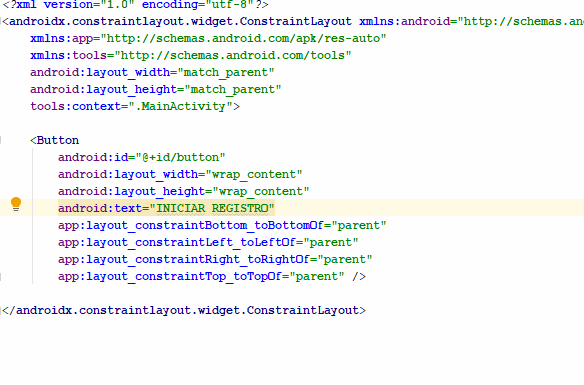 <?xml version="1.0" encoding="utf-8"?>
<androidx.constraintlayout.widget.ConstraintLayout xmlns:android="http://schemas.an
xmlns:app="http://schemas.android.com/apk/res-auto"
xmlns:tools="http://schemas.android.com/tools"
android:layout_width="match_parent"
android:layout_height="match_parent"
tools:context=".MainActivity">
<Button
android:id="@+id/button"
android:layout_width="wrap_content"
android:layout_height="wrap_content"
android:text="INICIAR REGISTRO"
app:layout_constraintBottom_toBottomOf="parent"
app:layout_constraintLeft_toLeftOf="parent"
app:layout_constraintRight_toRightOf="parent"
app:layout_constraintTop_toTopOf="parent" />
</androidx.constraintlayout.widget.ConstraintLayout>